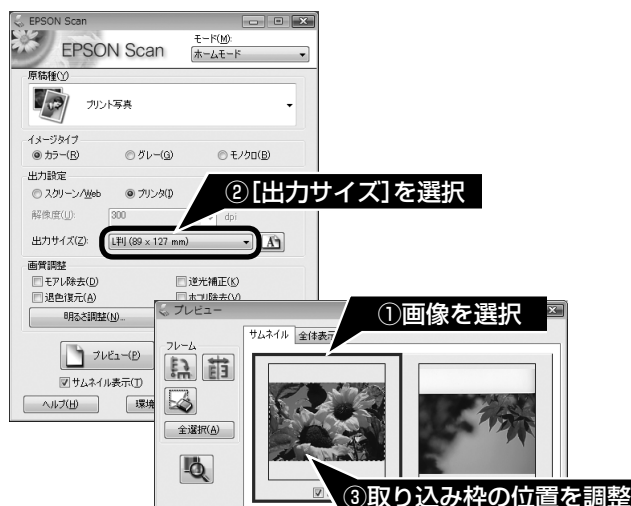 EPSON Scan
EPSON Scan
モード(M):
ホームモード
原稿種(Y)
プリント写真
イメージタイプ
カラー(R)
グレー(G)
モノクロ(B)
出力設定
スクリーン/Web
プリンタ(I)
②[出力サイズ]を選択
解像度(U):
300
dpi
出力サイズ(Z):
L判 (89 x 127 mm)
画質調整
モアレ除去(D)
逆光補正(K)
退色復元(A)
ホコリ除去(V)
明るさ調整(N)...
プレビュー(P)
サムネイル表示(T)
ヘルプ(H)
環境
プレビュー
①画像を選択
サムネイル
全体表示
フレーム
全選択(A)
③取り込み枠の位置を調整